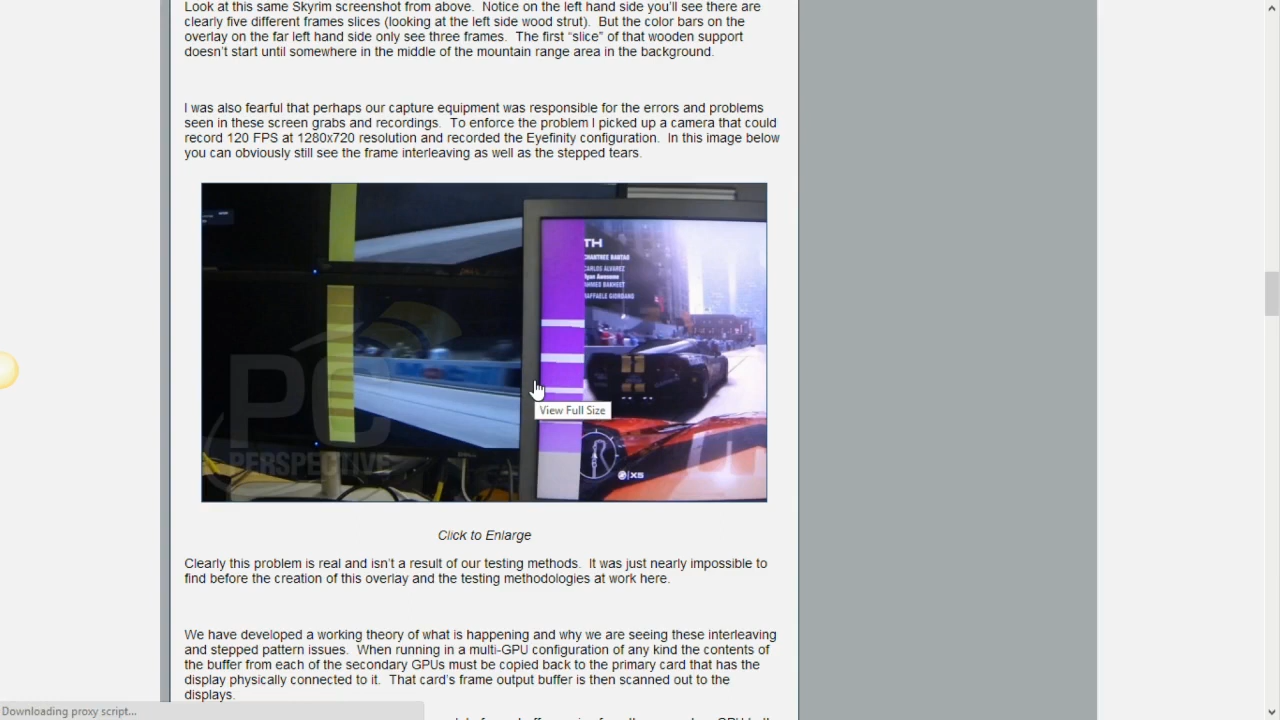 Look at this same Skyrim screenshot from above.  Notice on the left hand side you'll see there are
clearly five different frames slices (looking at the left side wood strut).  But the color bars on the
overlay on the far left hand side only see three frames.  The first “slice” of that wooden support
doesn't start until somewhere in the middle of the mountain range area in the background.
I was also fearful that perhaps our capture equipment was responsible for the errors and problems
seen in these screen grabs and recordings.  To enforce the problem I picked up a camera that could
record 120 FPS at 1280x720 resolution and recorded the Eyefinity configuration.  In this image below
you can obviously still see the frame interleaving as well as the stepped tears.
TH
CHANTREE BANTAG
CARLOS ALVAREZ
Ryan Awesome
AHMED BAKHEET
RAFFAELE GIORDANO
PC
PERSPECTIVE
X5
View Full Size
Click to Enlarge
Clearly this problem is real and isn't a result of our testing methods.  It was just nearly impossible to
find before the creation of this overlay and the testing methodologies at work here.
We have developed a working theory of what is happening and why we are seeing these interleaving
and stepped pattern issues.  When running in a multi-GPU configuration of any kind the contents of
the buffer from each of the secondary GPUs must be copied back to the primary card that has the
display physically connected to it.  That card's frame output buffer is then scanned out to the
displays.
Downloading proxy script...